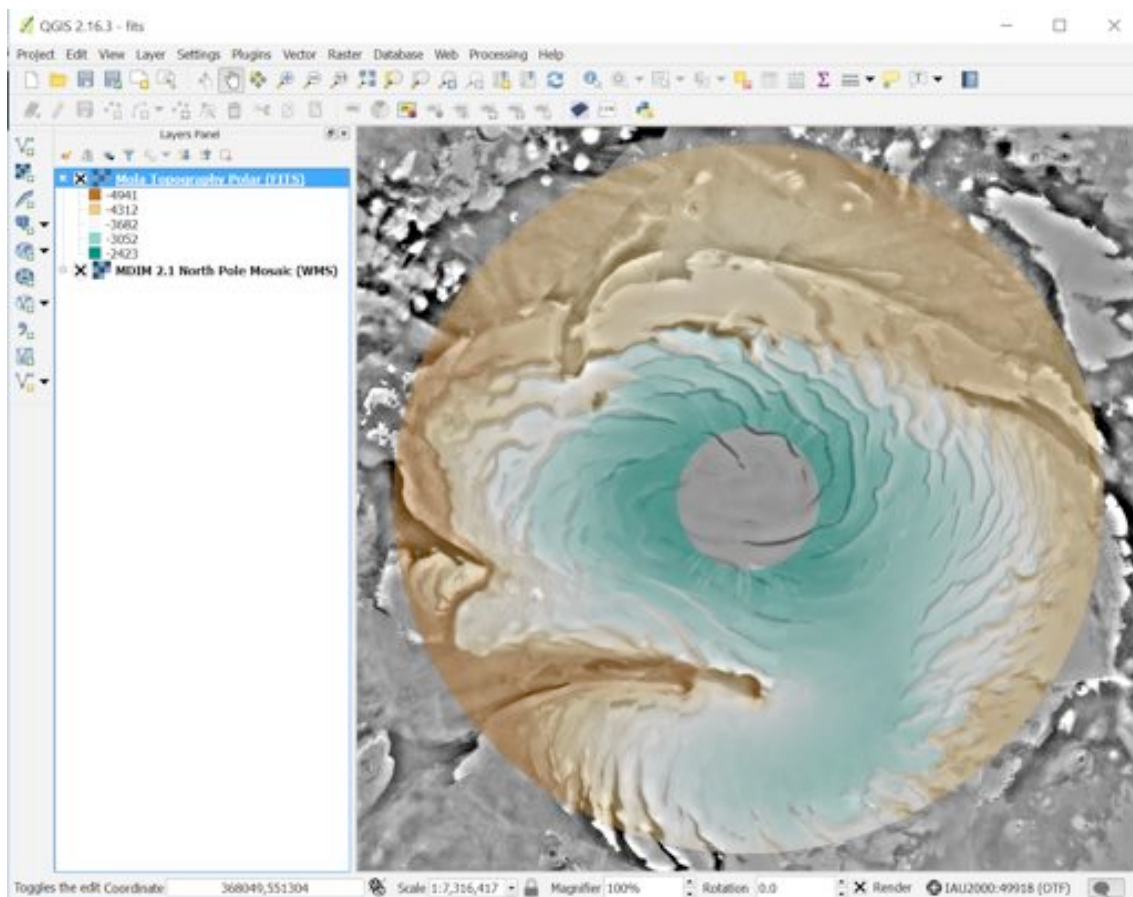 QGIS 2.16.3 - fits
Project Edit View Layer Settings Plugins Vector Raster Database Web Processing Help
Layers Panel
Mola Topography Polar (FITS)
-4941
-4312
-3682
-3052
-2423
MDIM 2.1 North Pole Mosaic (WMS)
Toggles the edit Coordinate 368049,551304 Scale 1:7,316,417 Magnifier 100% Rotation 0.0 Render IAU2000:49918 (OTF)